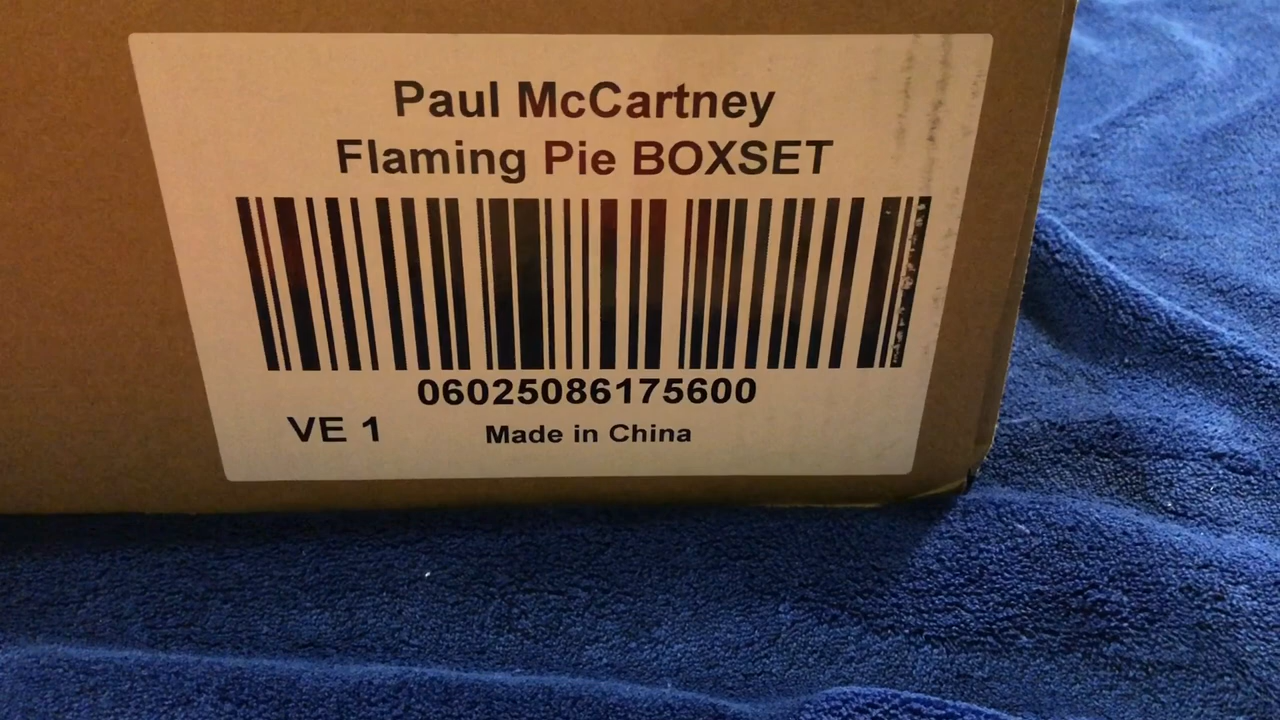 Paul McCartney
Flaming Pie BOXSET
06025086175600
VE 1
Made in China